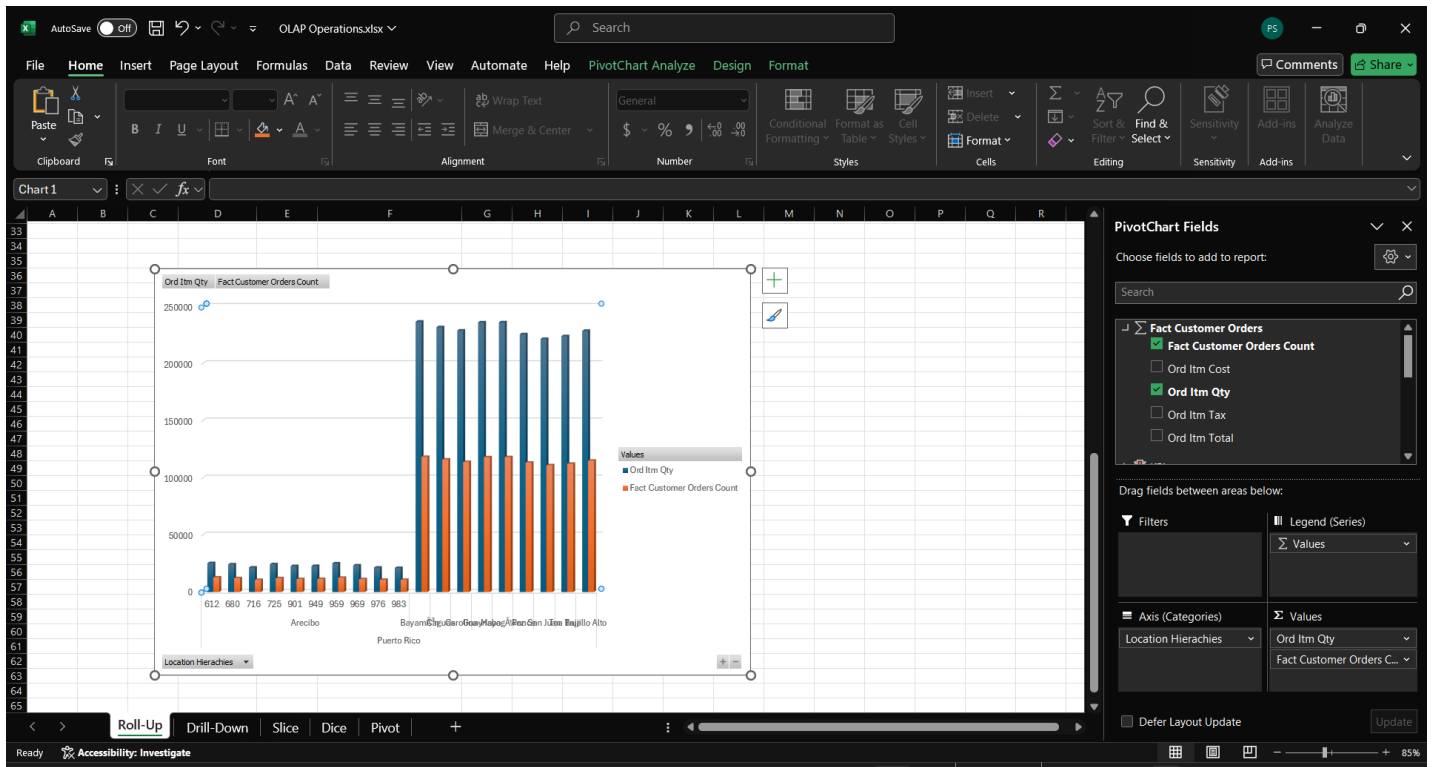 AutoSave Off OLAP Operations.xlsx Search PS
File Home Insert Page Layout Formulas Data Review View Automate Help PivotChart Analyze Design Format Comments Share
Paste
Clipboard
B I U A
Font
Wrap Text
Merge & Center
Alignment
General
$ % 9
Number
Conditional Formatting
Format as Table
Cell Styles
Styles
Insert
Delete
Format
Cells
Sort & Filter
Find & Select
Editing
Sensitivity
Sensitivity
Add-ins
Add-ins
Analyze Data
Chart 1 fx
A B C D E F G H I J K L M N O P Q R
33
34
35
36
37
38
39
40
41
42
43
44
45
46
47
48
49
50
51
52
53
54
55
56
57
58
59
60
61
62
63
64
65
Ord Itm Qty Fact Customer Orders Count
250000
200000
150000
100000
50000
0
612 680 716 725 901 949 959 969 976 983
Arecibo San Juan Trujillo Alto
Puerto Rico
Values
Ord Itm Qty
Fact Customer Orders Count
Location Hierachies
PivotChart Fields
Choose fields to add to report:
Search
Fact Customer Orders
Fact Customer Orders Count
Ord Itm Cost
Ord Itm Qty
Ord Itm Tax
Ord Itm Total
Drag fields between areas below:
Filters
Legend (Series)
Values
Axis (Categories)
Location Hierachies
Values
Ord Itm Qty
Fact Customer Orders C...
Defer Layout Update Update
Roll-Up Drill-Down Slice Dice Pivot
Ready Accessibility: Investigate 85%